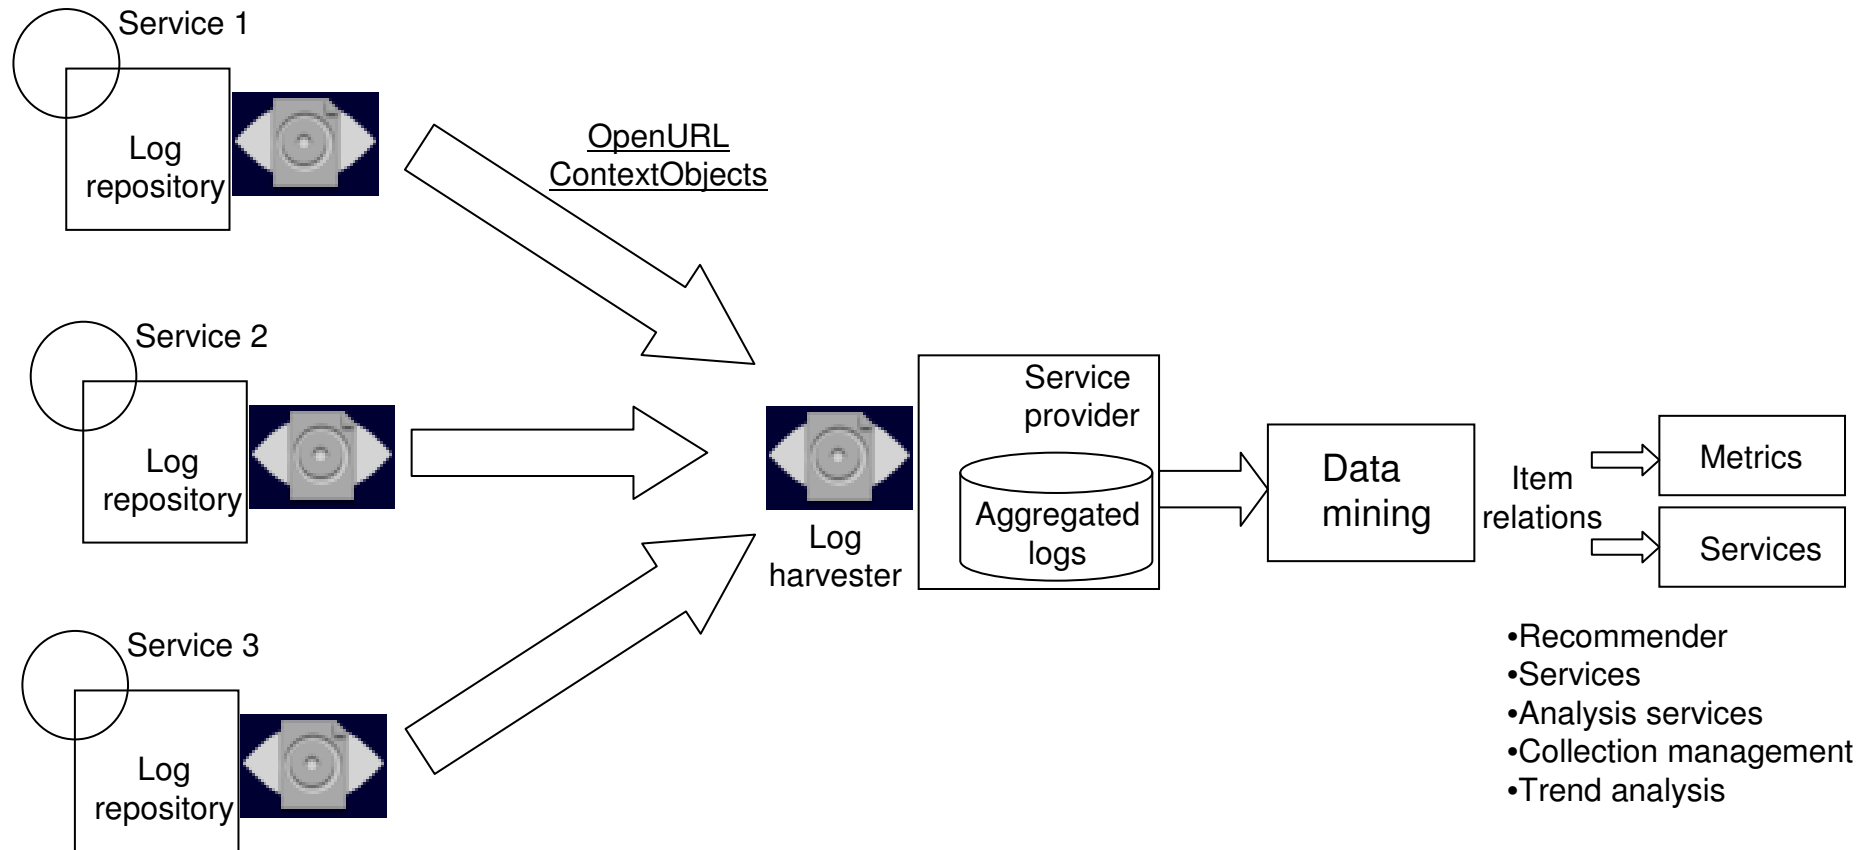 Service 1
Log
repository
OpenURL
ContextObjects
Service 2
Log
repository
Service 3
Log
repository
Log
harvester
Service
provider
Aggregated
logs
Data
mining
Item
relations
Metrics
Services
•Recommender
•Services
•Analysis services
•Collection management
•Trend analysis